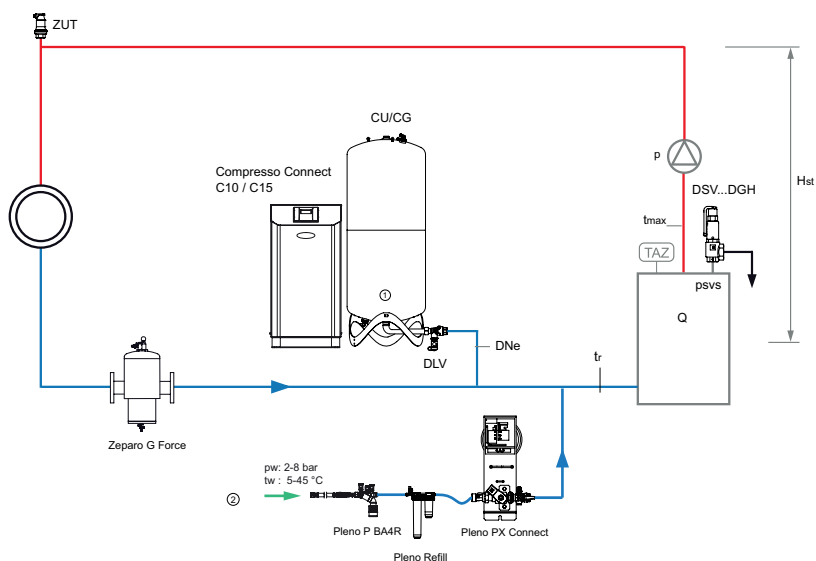 ZUT
CU/CG
Compresso Connect
C10 / C15
p
Hst
DSV...DGH
tmax
TAZ
psvs
1
Q
DLV
DNe
tr
Zeparo G Force
pw: 2-8 bar
tw : 5-45 °C
2
Pleno P BA4R
Pleno PX Connect
Pleno Refill